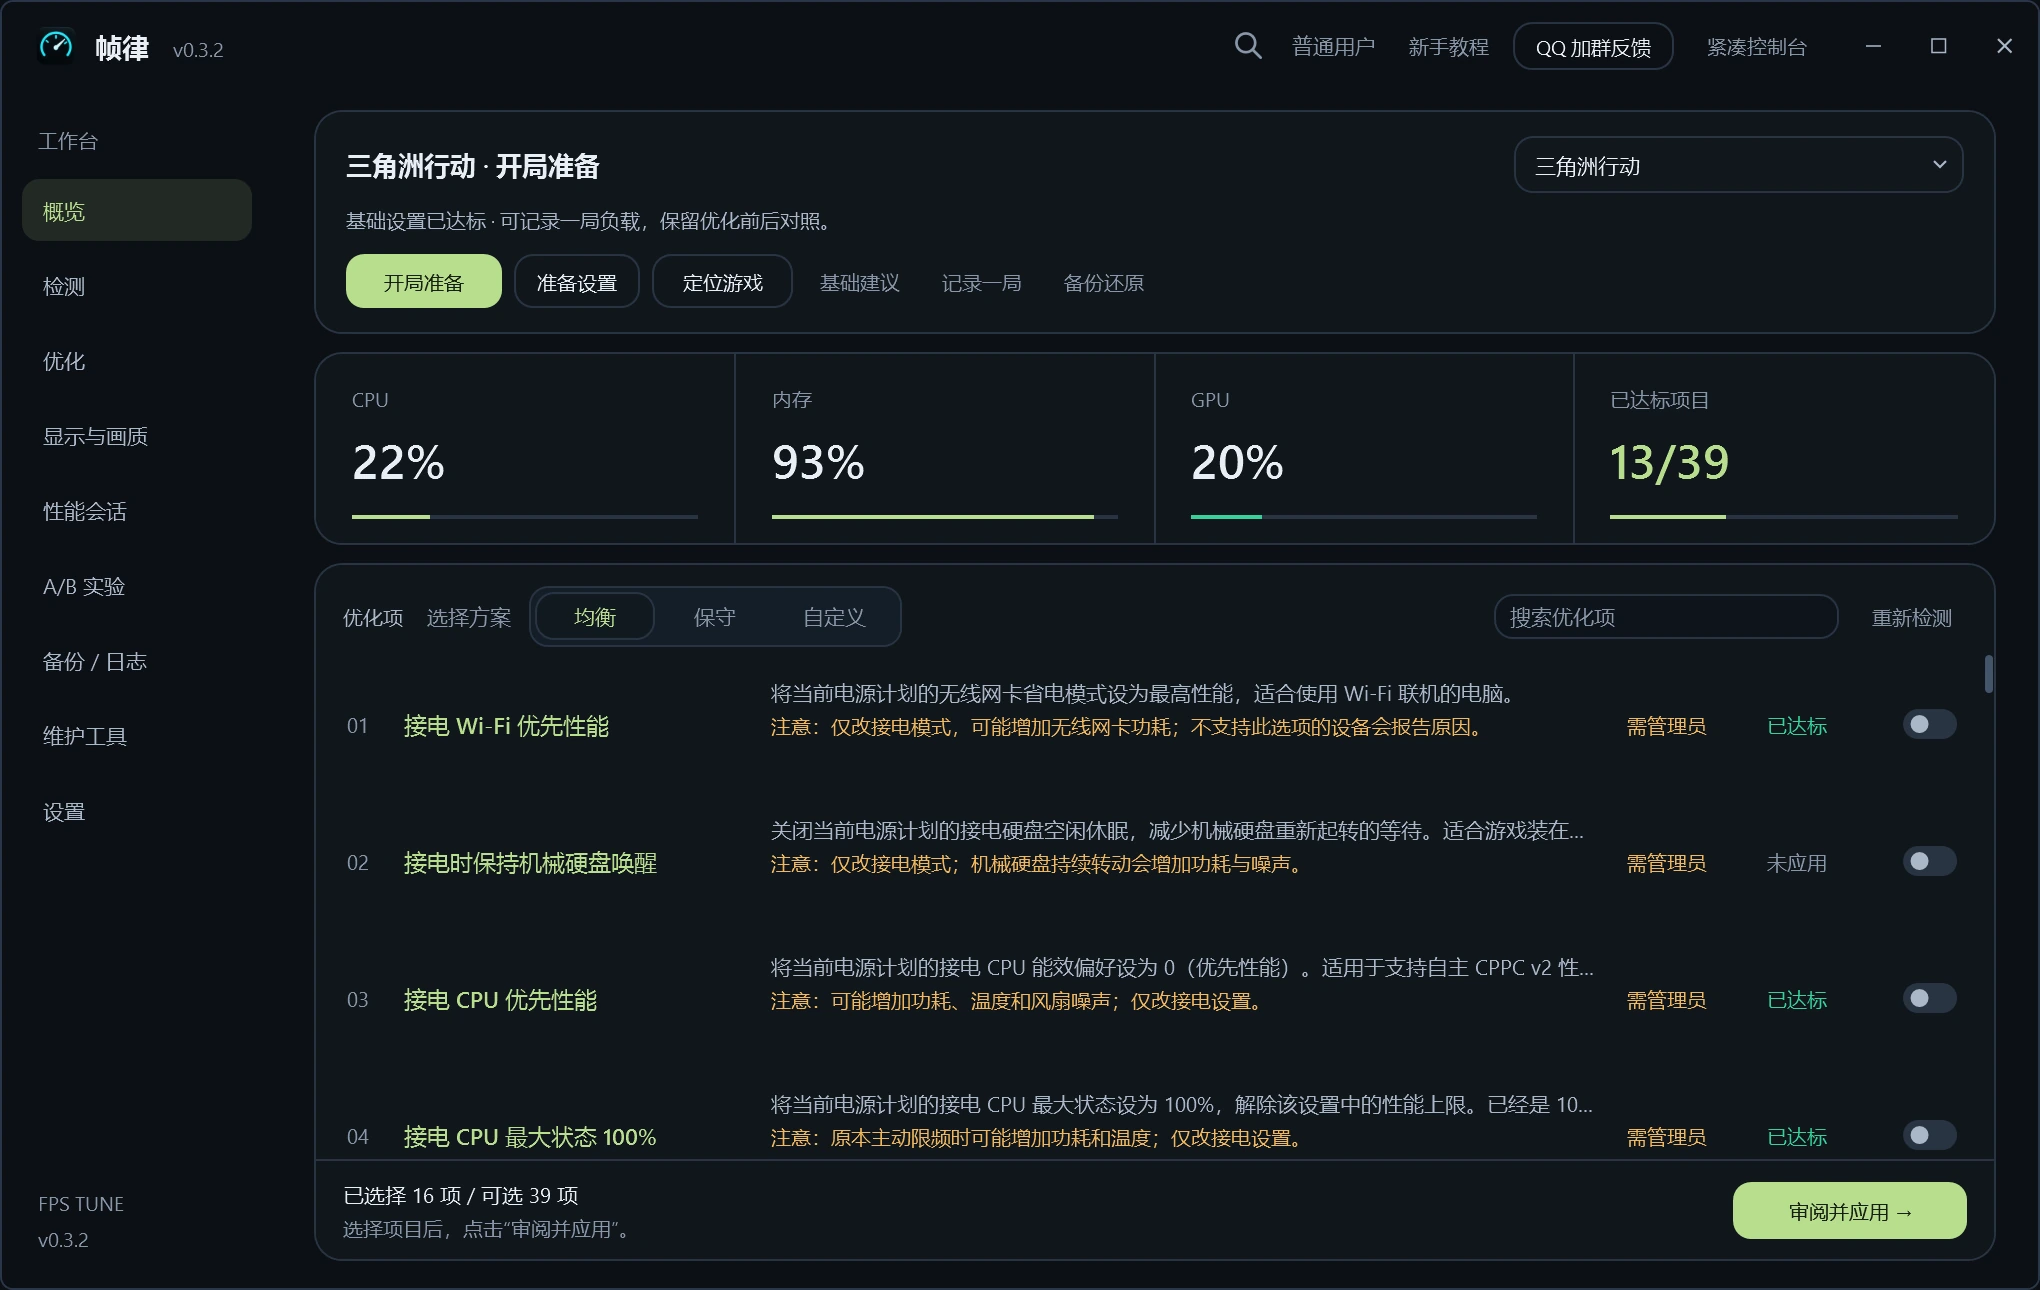 帧律 v0.3.2
普通用户 新手教程 QQ 加群反馈 紧凑控制台
工作台
概览
检测
优化
显示与画质
性能会话
A/B 实验
备份 / 日志
维护工具
设置
FPS TUNE
v0.3.2
三角洲行动 · 开局准备
三角洲行动
基础设置已达标 · 可记录一局负载，保留优化前后对照。
开局准备 准备设置 定位游戏 基础建议 记录一局 备份还原
CPU
22%
内存
93%
GPU
20%
已达标项目
13/39
优化项 选择方案 均衡 保守 自定义 搜索优化项 重新检测
01 接电 Wi-Fi 优先性能
将当前电源计划的无线网卡省电模式设为最高性能，适合使用 Wi-Fi 联机的电脑。
注意：仅改接电模式，可能增加无线网卡功耗；不支持此选项的设备会报告原因。
需管理员 已达标
02 接电时保持机械硬盘唤醒
关闭当前电源计划的接电硬盘空闲休眠，减少机械硬盘重新起转的等待。适合游戏装在...
注意：仅改接电模式；机械硬盘持续转动会增加功耗与噪声。
需管理员 未应用
03 接电 CPU 优先性能
将当前电源计划的接电 CPU 能效偏好设为 0（优先性能）。适用于支持自主 CPPC v2 性...
注意：可能增加功耗、温度和风扇噪声；仅改接电设置。
需管理员 已达标
04 接电 CPU 最大状态 100%
将当前电源计划的接电 CPU 最大状态设为 100%，解除该设置中的性能上限。已经是 10...
注意：原本主动限频时可能增加功耗和温度；仅改接电设置。
需管理员 已达标
已选择 16 项 / 可选 39 项
选择项目后，点击“审阅并应用”。
审阅并应用 →